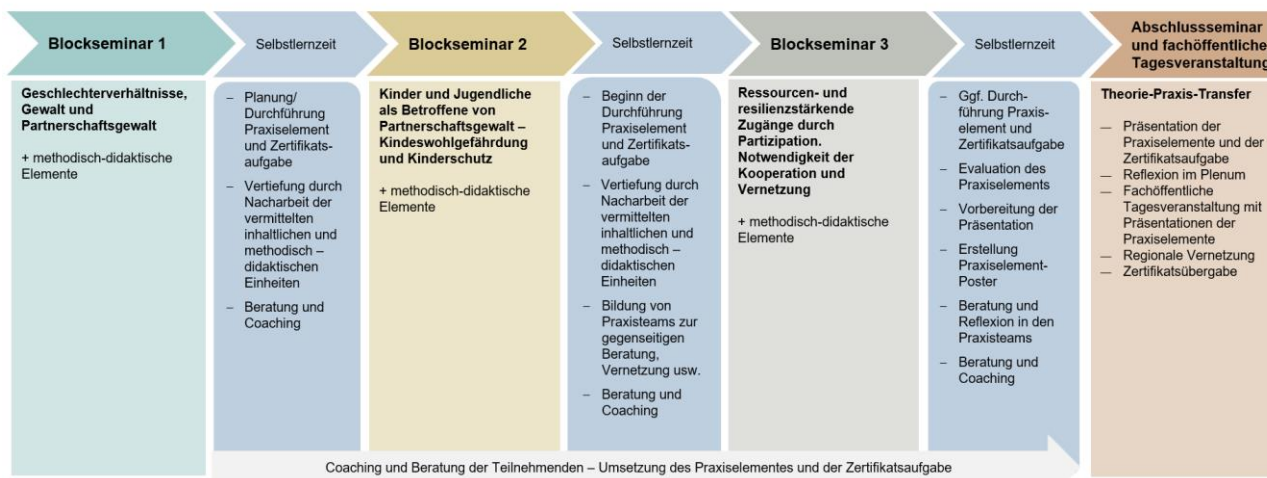 Blockseminar 1
Geschlechterverhältnisse,
Gewalt und
Partnerschaftsgewalt
+ methodisch-didaktische
Elemente
Selbstlernzeit
– Planung/
Durchführung
Praxiselement
und Zertifikats-
aufgabe
– Vertiefung durch
Nacharbeit der
vermittelten
inhaltlichen und
methodisch –
didaktischen
Einheiten
– Beratung und
Coaching
Blockseminar 2
Kinder und Jugendliche
als Betroffene von
Partnerschaftsgewalt –
Kindeswohlgefährdung
und Kinderschutz
+ methodisch-didaktische
Elemente
Selbstlernzeit
– Beginn der
Durchführung
Praxiselement
und Zertifikats-
aufgabe
– Vertiefung durch
Nacharbeit der
vermittelten
inhaltlichen und
methodisch –
didaktischen
Einheiten
– Bildung von
Praxisteams zur
gegenseitigen
Beratung,
Vernetzung usw.
– Beratung und
Coaching
Blockseminar 3
Ressourcen- und
resilienzstärkende
Zugänge durch
Partizipation.
Notwendigkeit der
Kooperation und
Vernetzung
+ methodisch-didaktische
Elemente
Selbstlernzeit
– Ggf. Durch-
führung Praxis-
element und
Zertifikatsaufgabe
– Evaluation des
Praxiselements
– Vorbereitung der
Präsentation
– Erstellung
Praxiselement-
Poster
– Beratung und
Reflexion in den
Praxisteams
– Beratung und
Coaching
Abschlussseminar
und fachöffentliche
Tagesveranstaltung
Theorie-Praxis-Transfer
— Präsentation der
Praxiselemente und der
Zertifikatsaufgabe
— Reflexion im Plenum
— Fachöffentliche
Tagesveranstaltung mit
Präsentationen der
Praxiselemente
— Regionale Vernetzung
— Zertifikatsübergabe
Coaching und Beratung der Teilnehmenden – Umsetzung des Praxiselementes und der Zertifikatsaufgabe